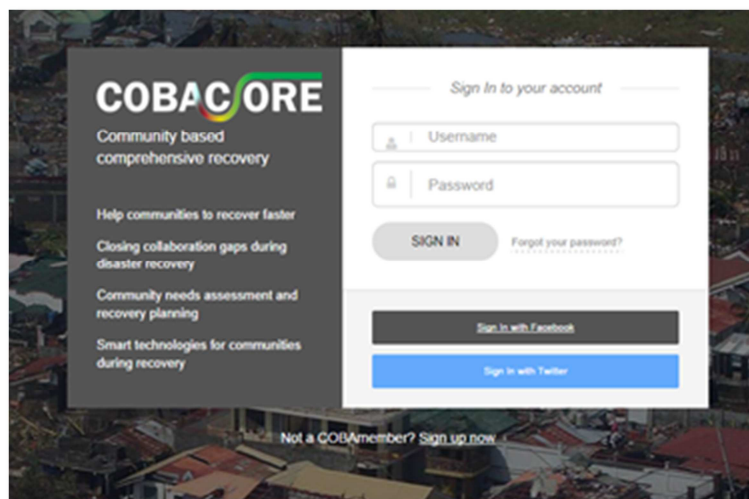 COBACORE
Community based
comprehensive recovery
Help communities to recover faster
Closing collaboration gaps during
disaster recovery
Community needs assessment and
recovery planning
Smart technologies for communities
during recovery
Sign In to your account
Username
Password
SIGN IN
Forgot your password?
Sign In with Facebook
Sign In with Twitter
Not a COBAmember? Sign up now